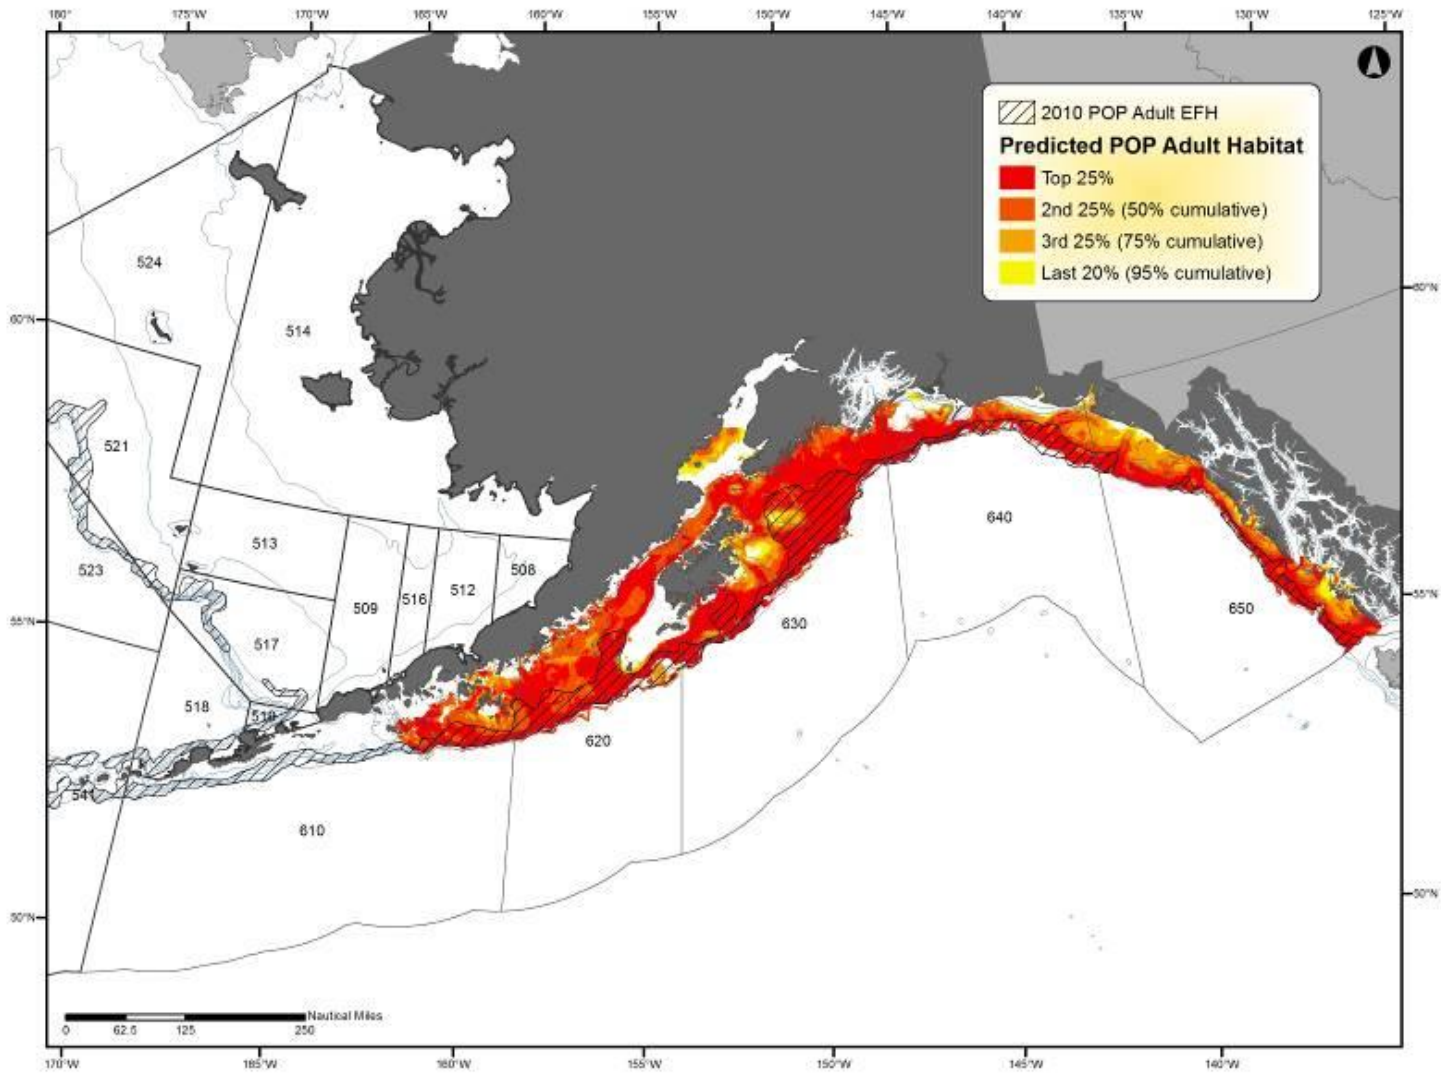 180° 175°W 170°W 165°W 160°W 155°W 150°W 145°W 140°W 135°W 130°W 125°W
2010 POP Adult EFH
Predicted POP Adult Habitat
Top 25%
2nd 25% (50% cumulative)
3rd 25% (75% cumulative)
Last 20% (95% cumulative)
524
60°N
60°N
514
521
513
640
523
509
516
512
508
55°N
55°N
650
630
517
518
519
620
541
610
50°N
50°N
Nautical Miles
0 62.5 125 250
170°W 165°W 160°W 155°W 150°W 145°W 140°W